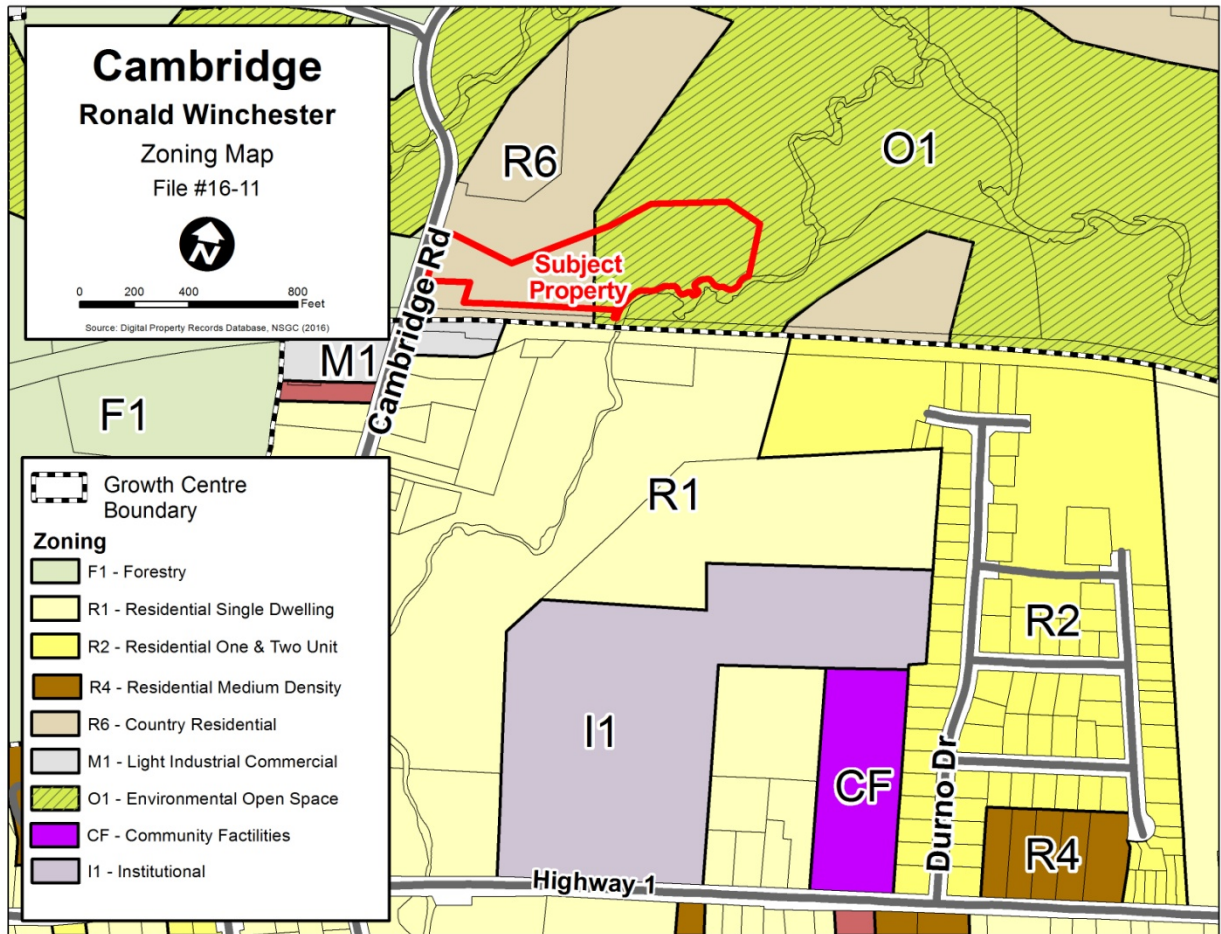 Cambridge
Ronald Winchester
Zoning Map
File #16-11
N
0 200 400 800
Feet
Source: Digital Property Records Database, NSGC (2016)
R6
O1
Cambridge Rd
Subject
Property
M1
F1
R1
R2
I1
CF
Durno Dr
R4
Highway 1
Growth Centre
Boundary
Zoning
F1 - Forestry
R1 - Residential Single Dwelling
R2 - Residential One & Two Unit
R4 - Residential Medium Density
R6 - Country Residential
M1 - Light Industrial Commercial
O1 - Environmental Open Space
CF - Community Factilities
I1 - Institutional